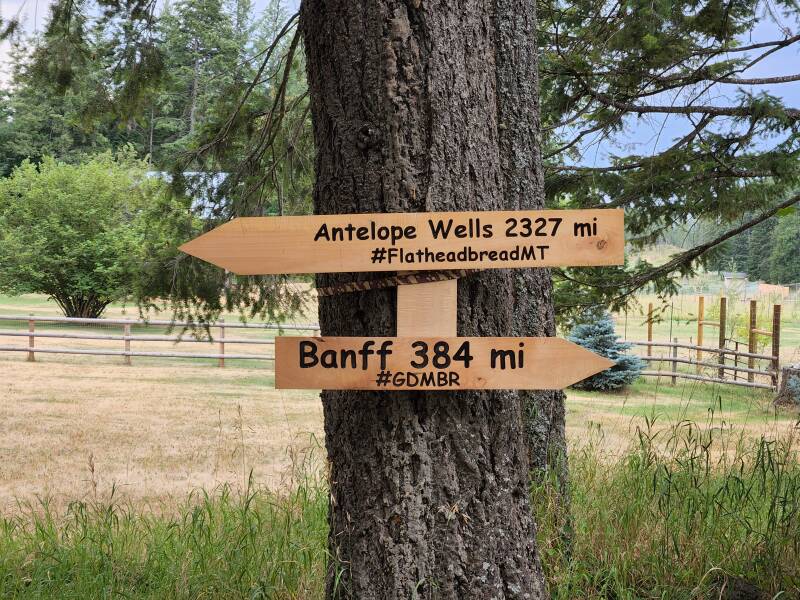 Antelope Wells 2327 mi
#FlatheadbreadMT
Banff 384 mi
#GDMBR